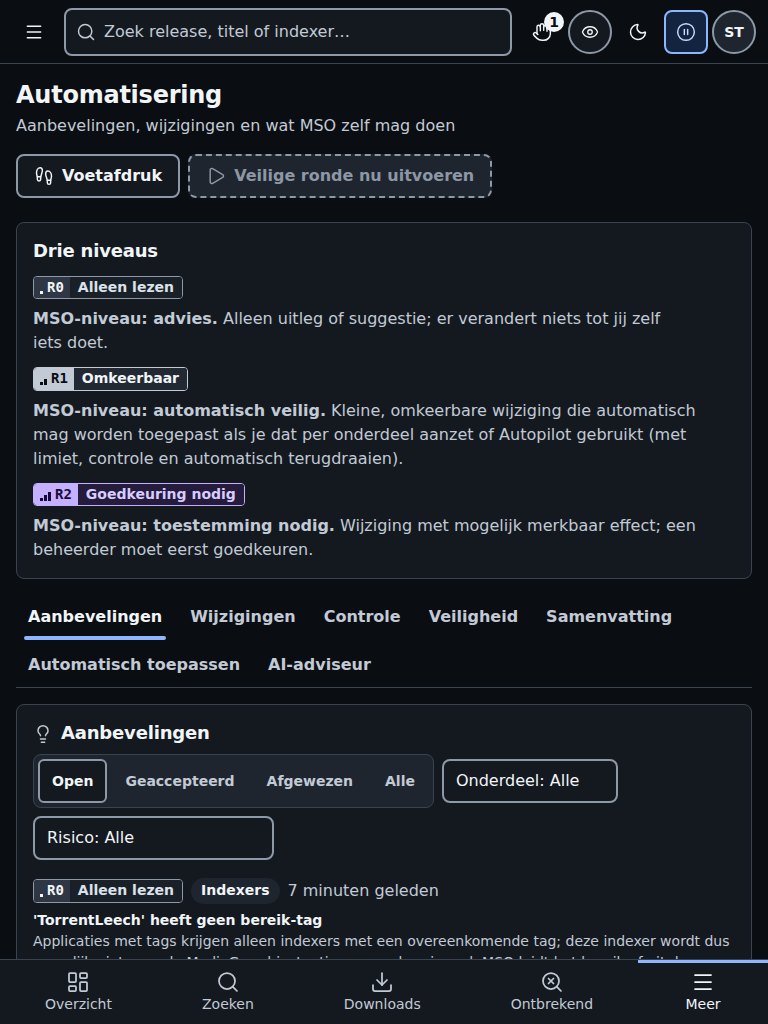 Zoek release, titel of indexer…
1
ST
Automatisering
Aanbevelingen, wijzigingen en wat MSO zelf mag doen
Voetafdruk
Veilige ronde nu uitvoeren
Drie niveaus
R0 Alleen lezen
MSO-niveau: advies. Alleen uitleg of suggestie; er verandert niets tot jij zelf
iets doet.
R1 Omkeerbaar
MSO-niveau: automatisch veilig. Kleine, omkeerbare wijziging die automatisch
mag worden toegepast als je dat per onderdeel aanzet of Autopilot gebruikt (met
limiet, controle en automatisch terugdraaien).
R2 Goedkeuring nodig
MSO-niveau: toestemming nodig. Wijziging met mogelijk merkbaar effect; een
beheerder moet eerst goedkeuren.
Aanbevelingen Wijzigingen Controle Veiligheid Samenvatting
Automatisch toepassen AI-adviseur
Aanbevelingen
Open Geaccepteerd Afgewezen Alle Onderdeel: Alle
Risico: Alle
R0 Alleen lezen Indexers 7 minuten geleden
'TorrentLeech' heeft geen bereik-tag
Applicaties met tags krijgen alleen indexers met een overeenkomende tag; deze indexer wordt dus
Overzicht Zoeken Downloads Ontbrekend Meer